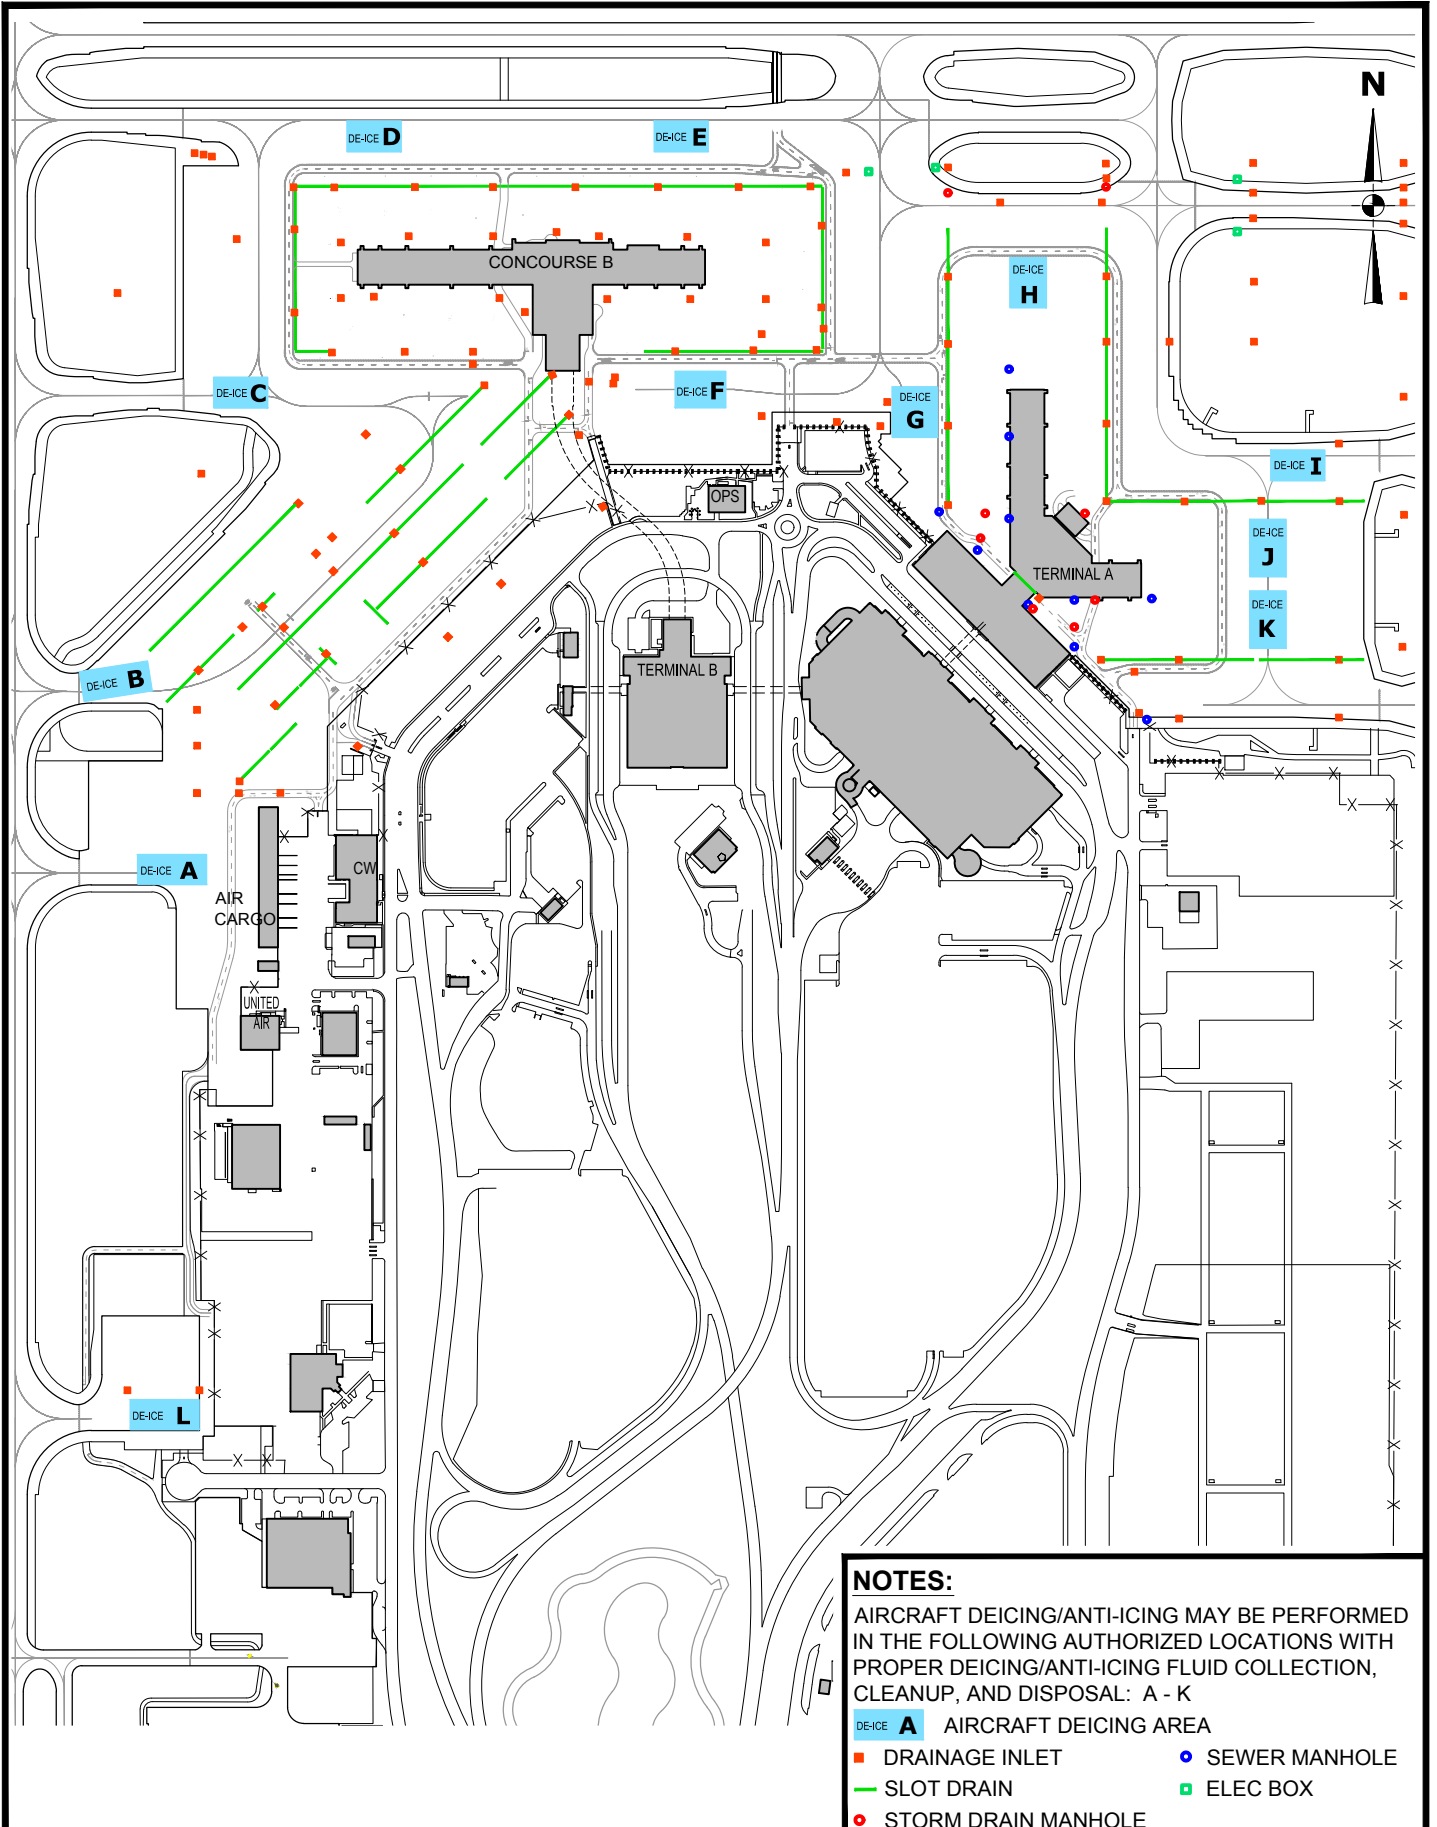 N
DE-ICE D
DE-ICE E
CONCOURSE B
DE-ICE
H
DE-ICE C
DE-ICE F
DE-ICE
G
DE-ICE I
OPS
DE-ICE
J
TERMINAL A
DE-ICE
K
DE-ICE B
TERMINAL B
DE-ICE A
CW
AIR
CARGO
UNITED
AIR
DE-ICE L
NOTES:
AIRCRAFT DEICING/ANTI-ICING MAY BE PERFORMED
IN THE FOLLOWING AUTHORIZED LOCATIONS WITH
PROPER DEICING/ANTI-ICING FLUID COLLECTION,
CLEANUP, AND DISPOSAL: A - K
DE-ICE A AIRCRAFT DEICING AREA
DRAINAGE INLET
SEWER MANHOLE
SLOT DRAIN
ELEC BOX
STORM DRAIN MANHOLE